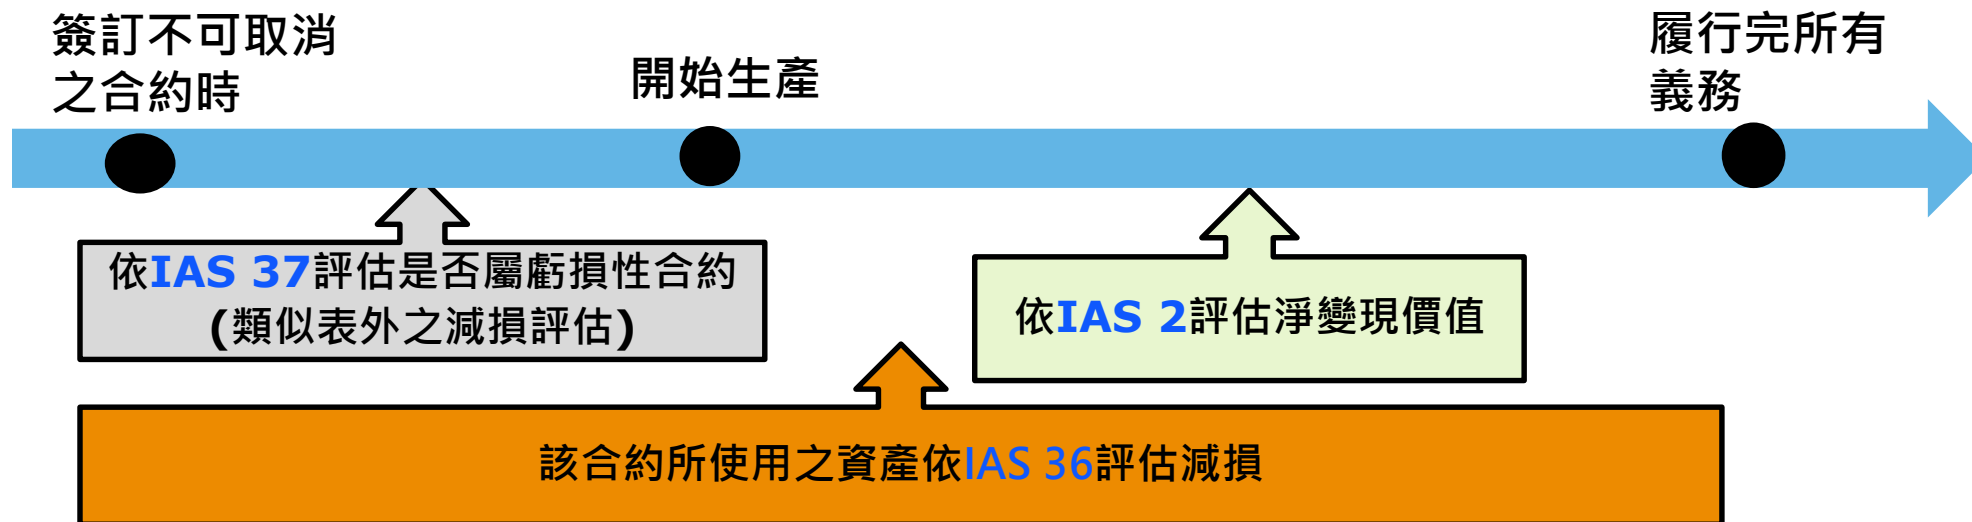 簽訂不可取消
之合約時
開始生產
履行完所有
義務
依IAS 37評估是否屬虧損性合約
(類似表外之減損評估)
依IAS 2評估淨變現價值
該合約所使用之資產依IAS 36評估減損